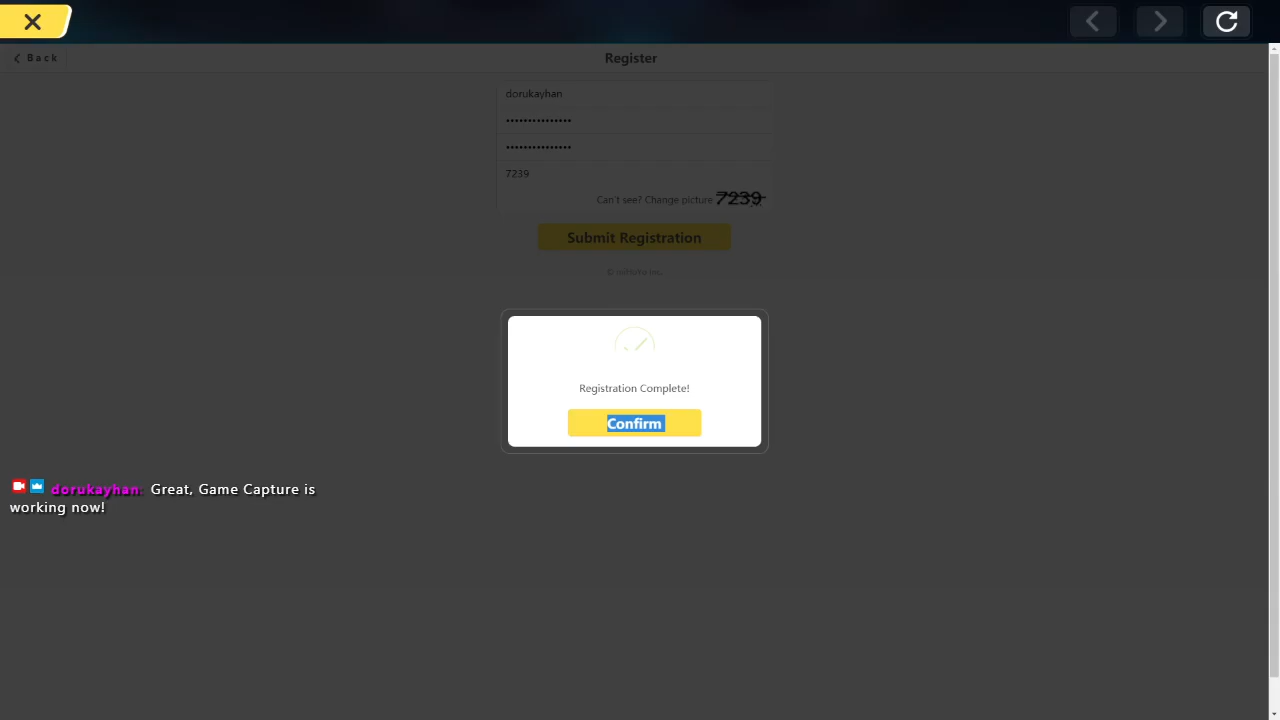 Back
Register
dorukayhan
•••••••••••••••
•••••••••••••••
7239
Can't see? Change picture.
7239
Submit Registration
Registration Complete!
Confirm
dorukayhan: Great, Game Capture is
working now!